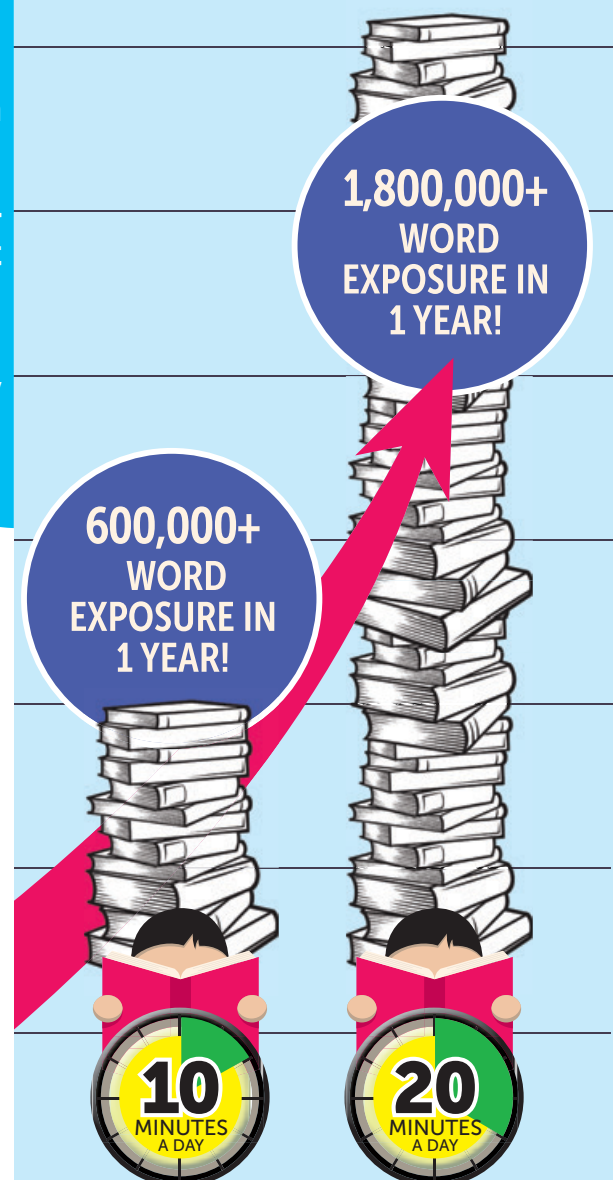 1,800,000+
WORD
EXPOSURE IN
1 YEAR!
600,000+
WORD
EXPOSURE IN
1 YEAR!
10
MINUTES
A DAY
20
MINUTES
A DAY